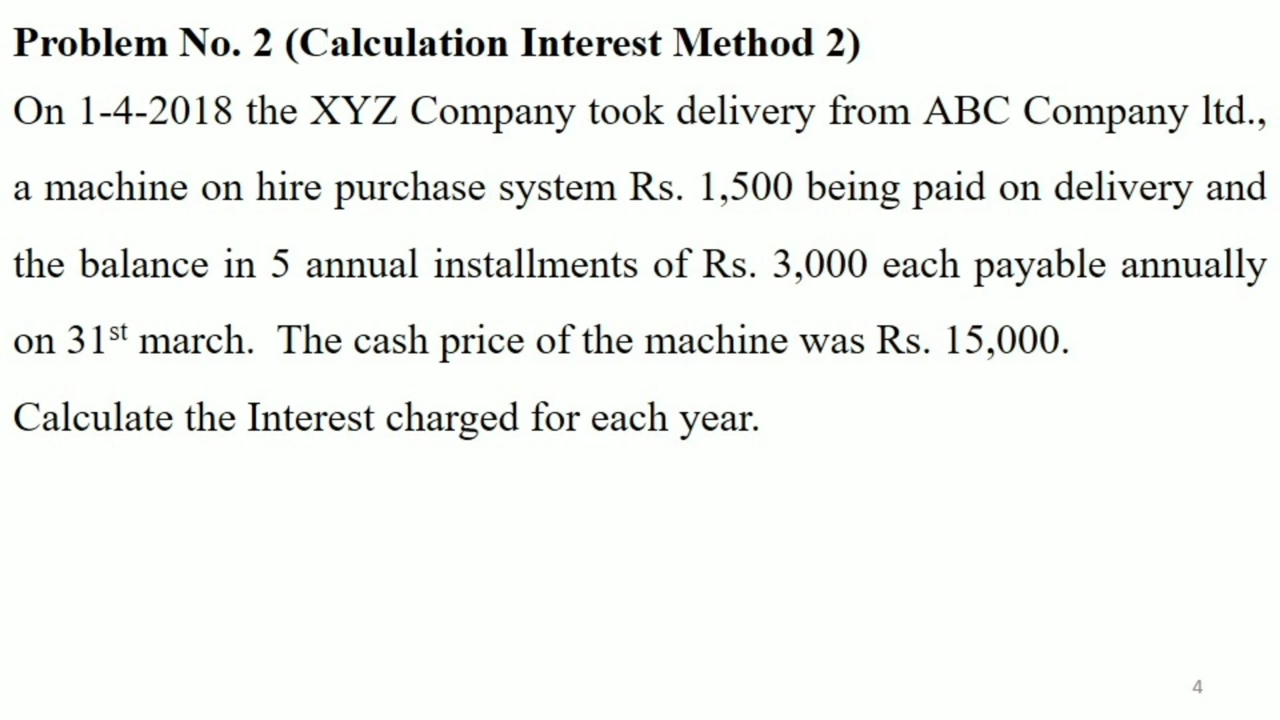 Problem No. 2 (Calculation Interest Method 2)
On 1-4-2018 the XYZ Company took delivery from ABC Company ltd.,
a machine on hire purchase system Rs. 1,500 being paid on delivery and
the balance in 5 annual installments of Rs. 3,000 each payable annually
on 31st march. The cash price of the machine was Rs. 15,000.
Calculate the Interest charged for each year.
4